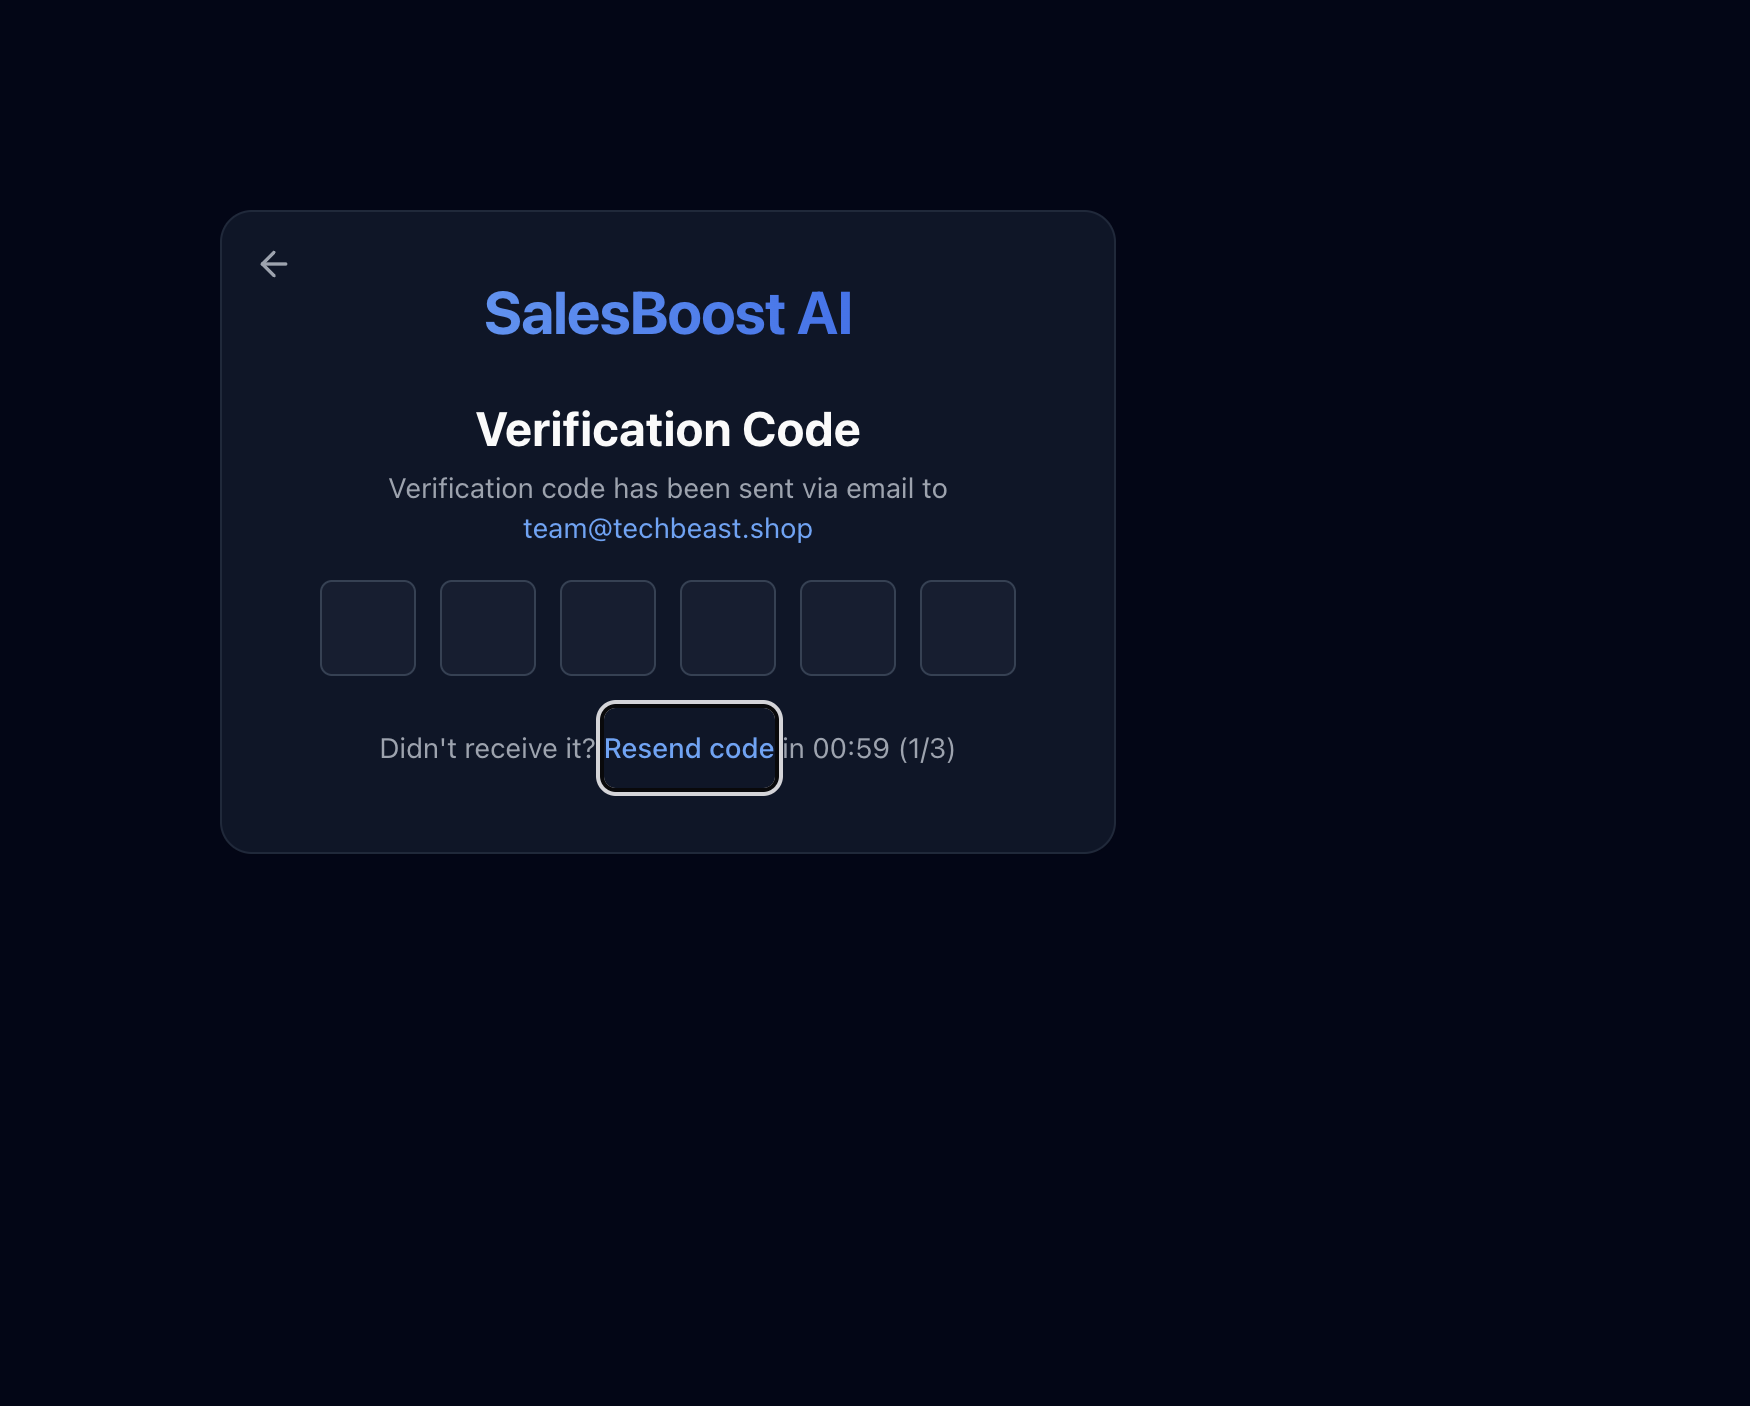 SalesBoost AI
Verification Code
Verification code has been sent via email to
team@techbeast.shop
Didn't receive it? Resend code in 00:59 (1/3)